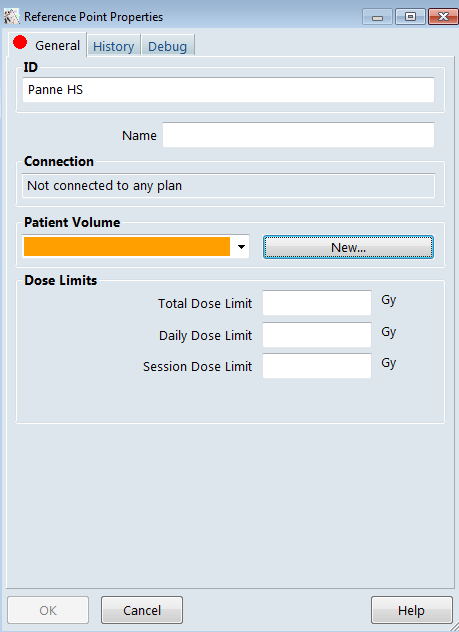 Reference Point Properties
General History Debug
ID
Panne HS
Name
Connection
Not connected to any plan
Patient Volume
New...
Dose Limits
Total Dose Limit Gy
Daily Dose Limit Gy
Session Dose Limit Gy
OK Cancel Help